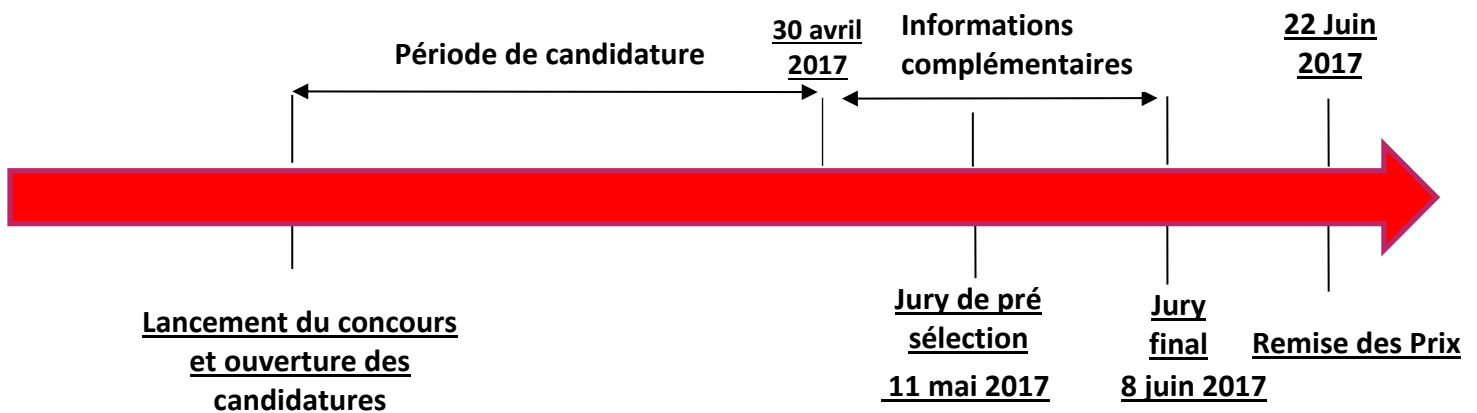 Période de candidature
30 avril
2017
Informations
complémentaires
22 Juin
2017
Lancement du concours
et ouverture des
candidatures
Jury de pré
sélection
11 mai 2017
Jury
final
8 juin 2017
Remise des Prix